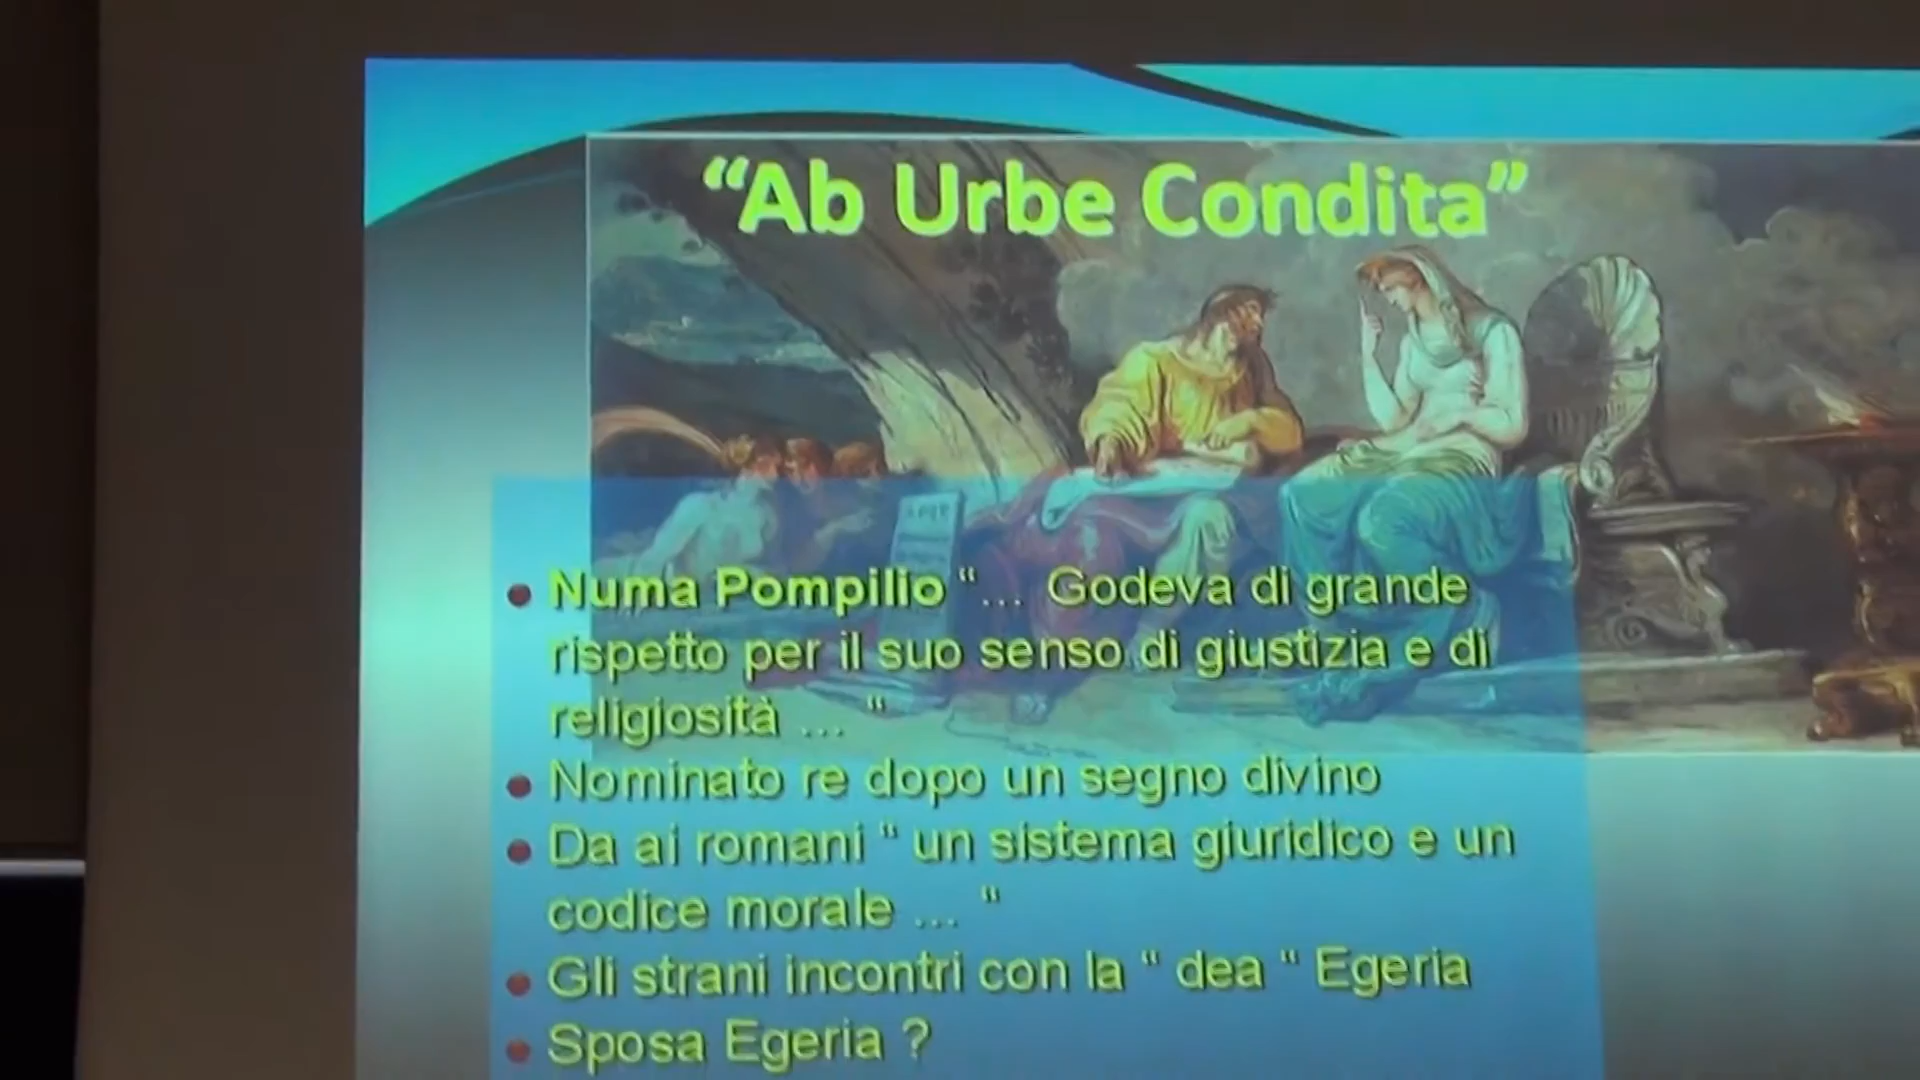 “Ab Urbe Condita”
• Numa Pompilio “... Godeva di grande
rispetto per il suo senso di giustizia e di
religiosità ... “
• Nominato re dopo un segno divino
• Da ai romani “ un sistema giuridico e un
codice morale ... “
• Gli strani incontri con la “ dea “ Egeria
• Sposa Egeria ?